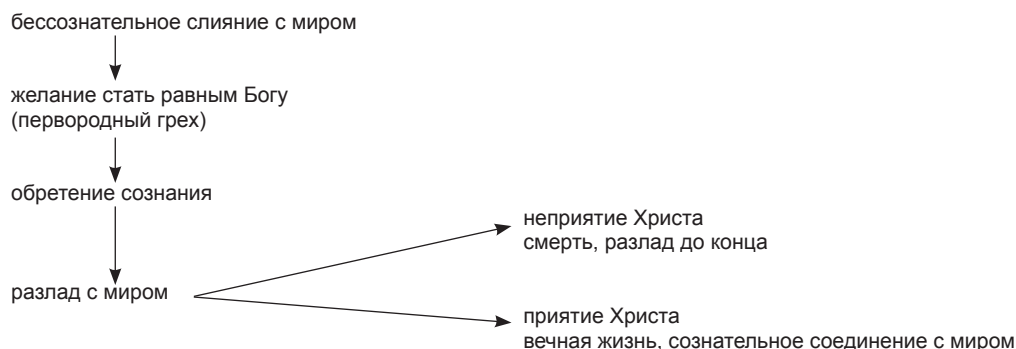 бессознательное слияние с миром
желание стать равным Богу
(первородный грех)
обретение сознания
разлад с миром
неприятие Христа
смерть, разлад до конца
приятие Христа
вечная жизнь, сознательное соединение с миром